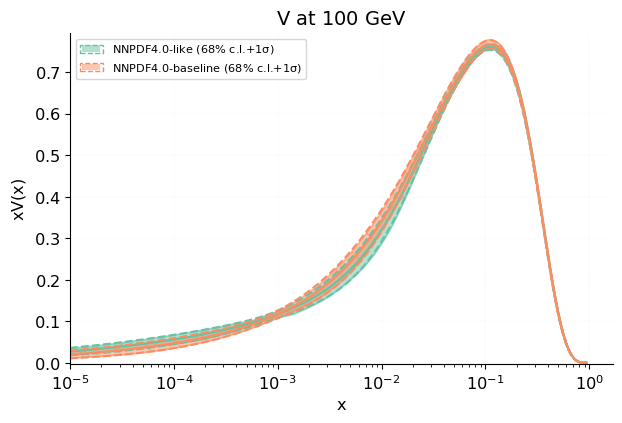 V at 100 GeV
NNPDF4.0-like (68% c.l.+1σ)
NNPDF4.0-baseline (68% c.l.+1σ)
xV(x)
0.7
0.6
0.5
0.4
0.3
0.2
0.1
0.0
10⁻⁵ 10⁻⁴ 10⁻³ 10⁻² 10⁻¹ 10⁰
x